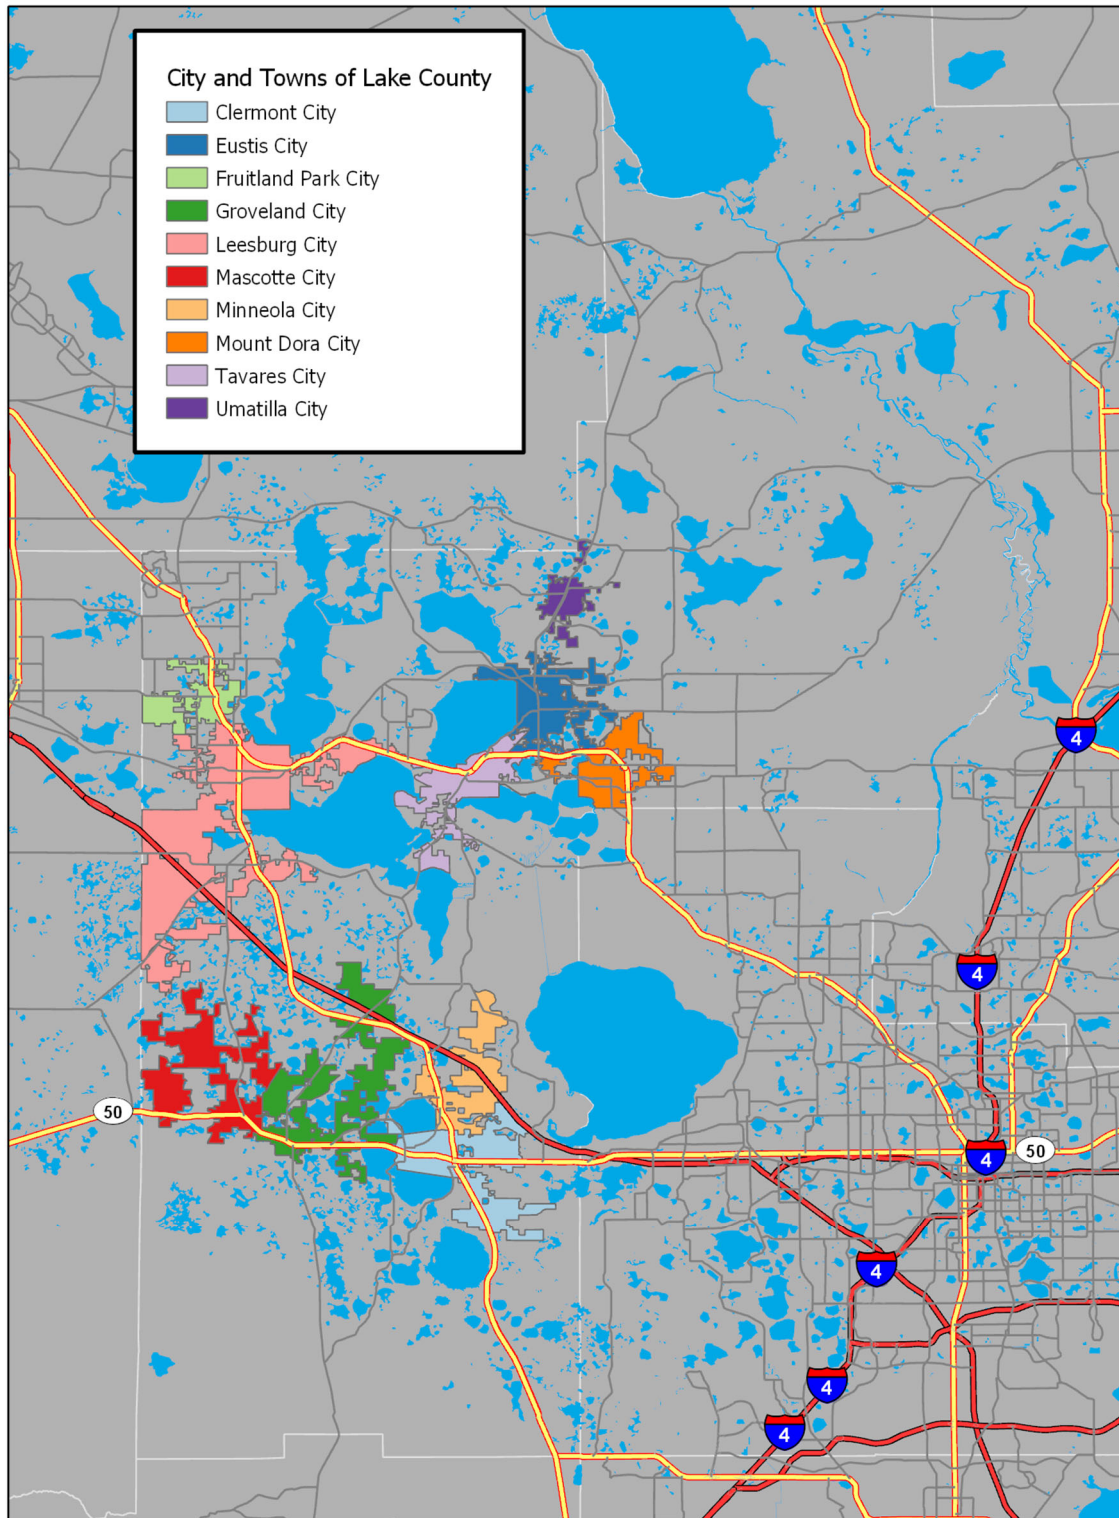 City and Towns of Lake County
Clermont City
Eustis City
Fruitland Park City
Groveland City
Leesburg City
Mascotte City
Minneola City
Mount Dora City
Tavares City
Umatilla City
4
4
50
50
4
4
4
4